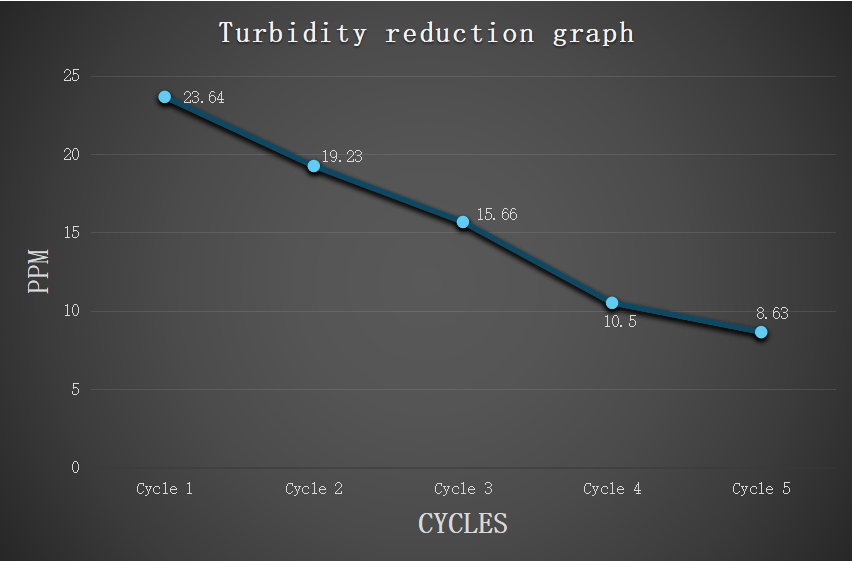 Turbidity reduction graph
25
23.64
20
19.23
15
15.66
PPM
10
10.5
8.63
5
0
Cycle 1 Cycle 2 Cycle 3 Cycle 4 Cycle 5
CYCLES